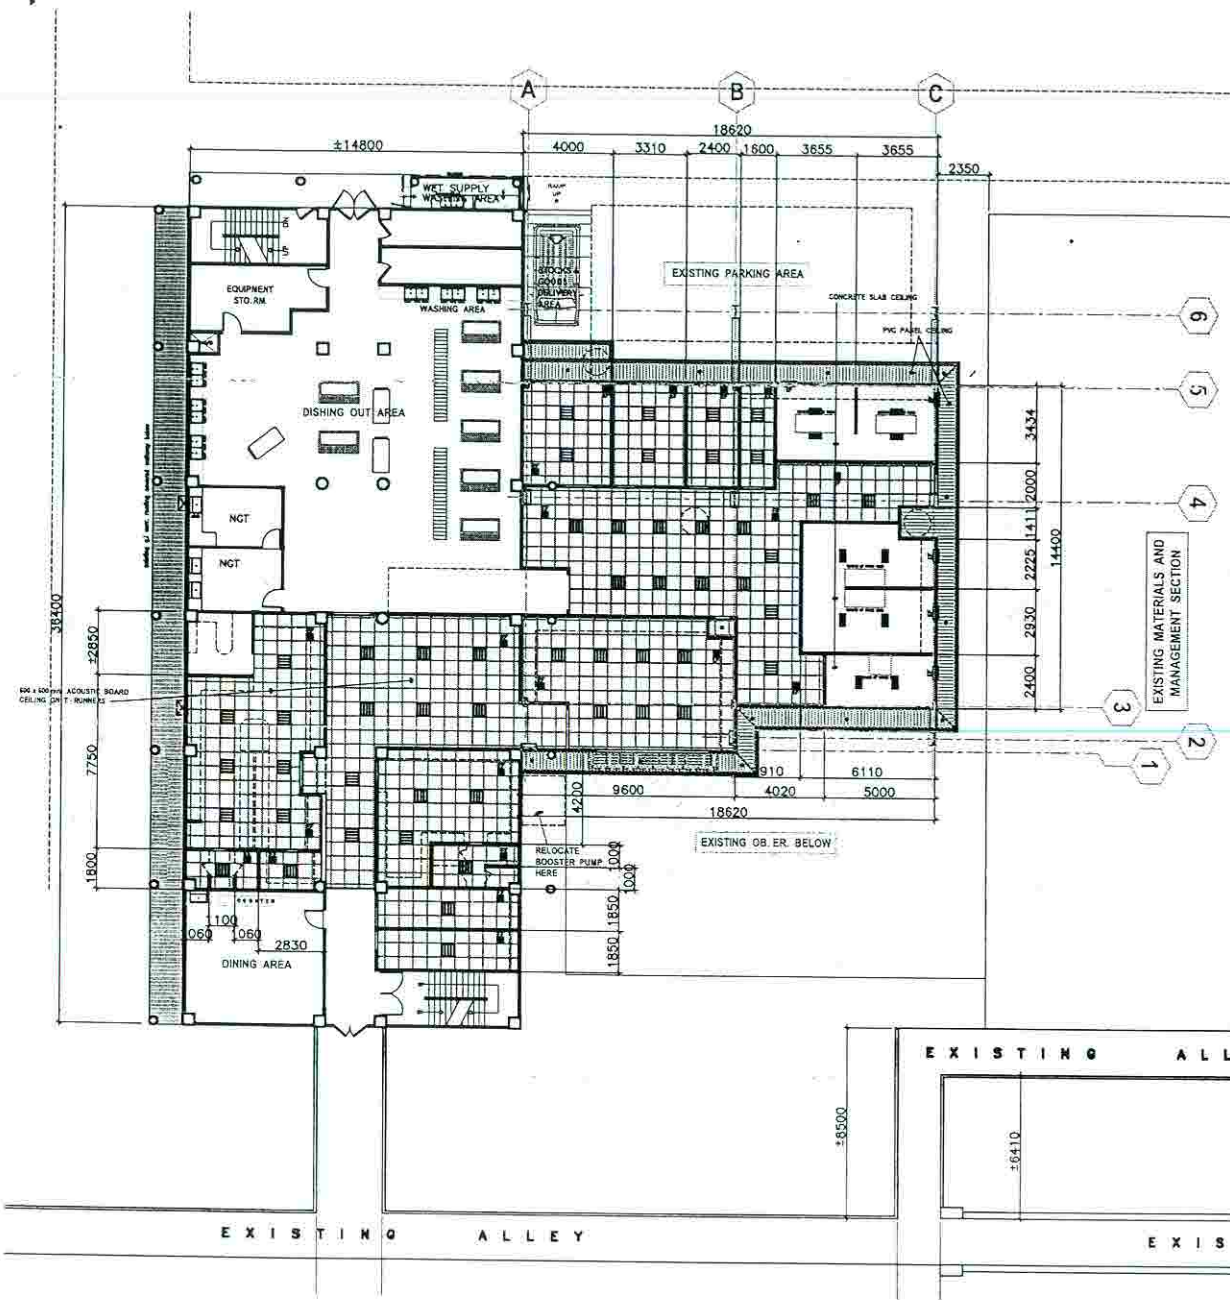 A
B
C
18620
±14800
4000
3310
2400
1600
3655
3655
2350
WET SUPPLY
WASHING AREA
RAMP
UP
EQUIPMENT
STO. RM
STOCKS &
GOODS
DELIVERY
AREA
EXISTING PARKING AREA
CONCRETE SLAB CEILING
PVC PANEL CEILING
WASHING AREA
6
5
4
3
2
1
DISHING OUT AREA
NGT
NGT
3434
2000
1411
2225
2930
2400
14400
EXISTING MATERIALS AND
MANAGEMENT SECTION
38400
±2850
7750
1800
600 x 600 mm ACOUSTIC BOARD
CEILING ON T-RUNNERS
910
6110
9600
4020
5000
18620
4200
EXISTING OB. ER. BELOW
RELOCATE
BOOSTER PUMP
HERE
1000
1000
1850
1850
COUNTER
1100
1060
1060
2830
DINING AREA
UP
EXISTING ALL
±8500
±6410
EXISTING ALLEY
EXIS